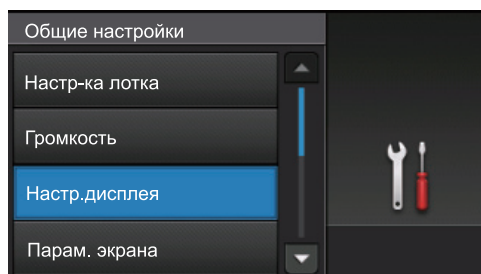 Общие настройки
Настр-ка лотка
Громкость
Настр.дисплея
Парам. экрана